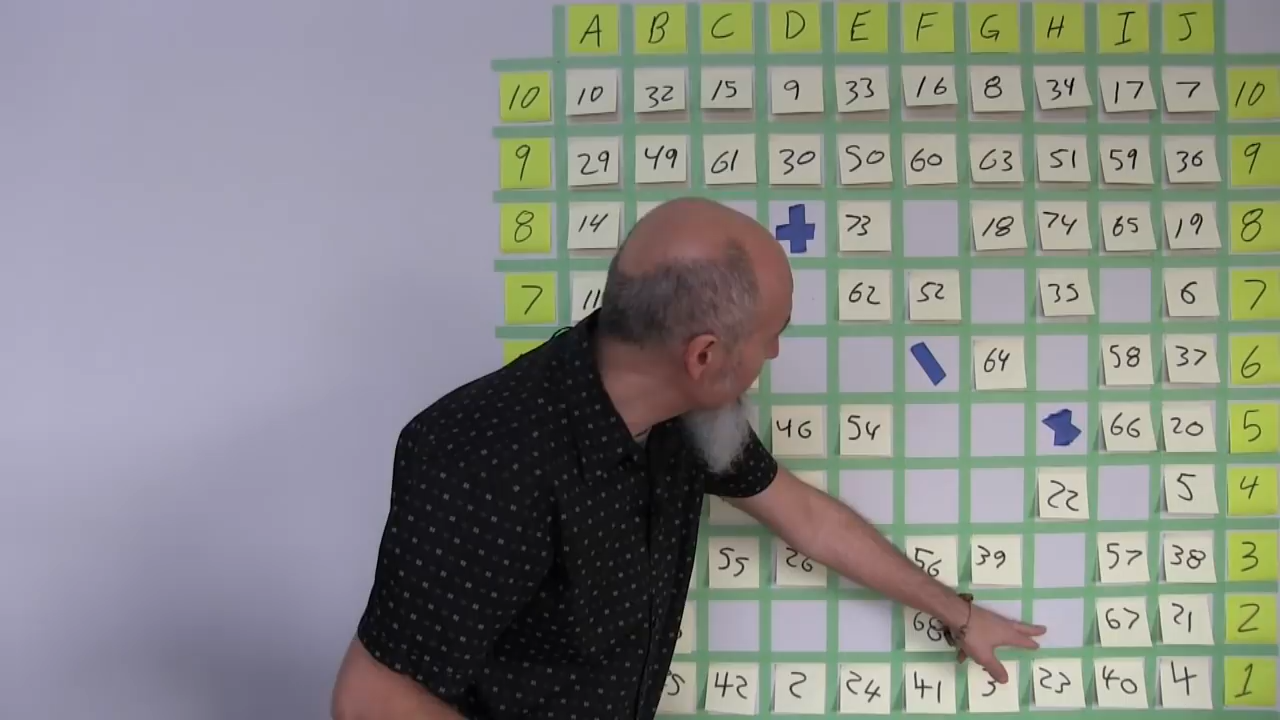 A B C D E F G H I J
10 10 32 15 9 33 16 8 34 17 7 10
9 29 49 61 30 50 60 63 51 59 36 9
8 14 73 18 74 65 19 8
7 11 62 52 35 6 7
64 58 37 6
46 54 66 20 5
22 5 4
55 26 56 39 57 38 3
68 67 21 2
42 2 24 41 3 23 40 4 1